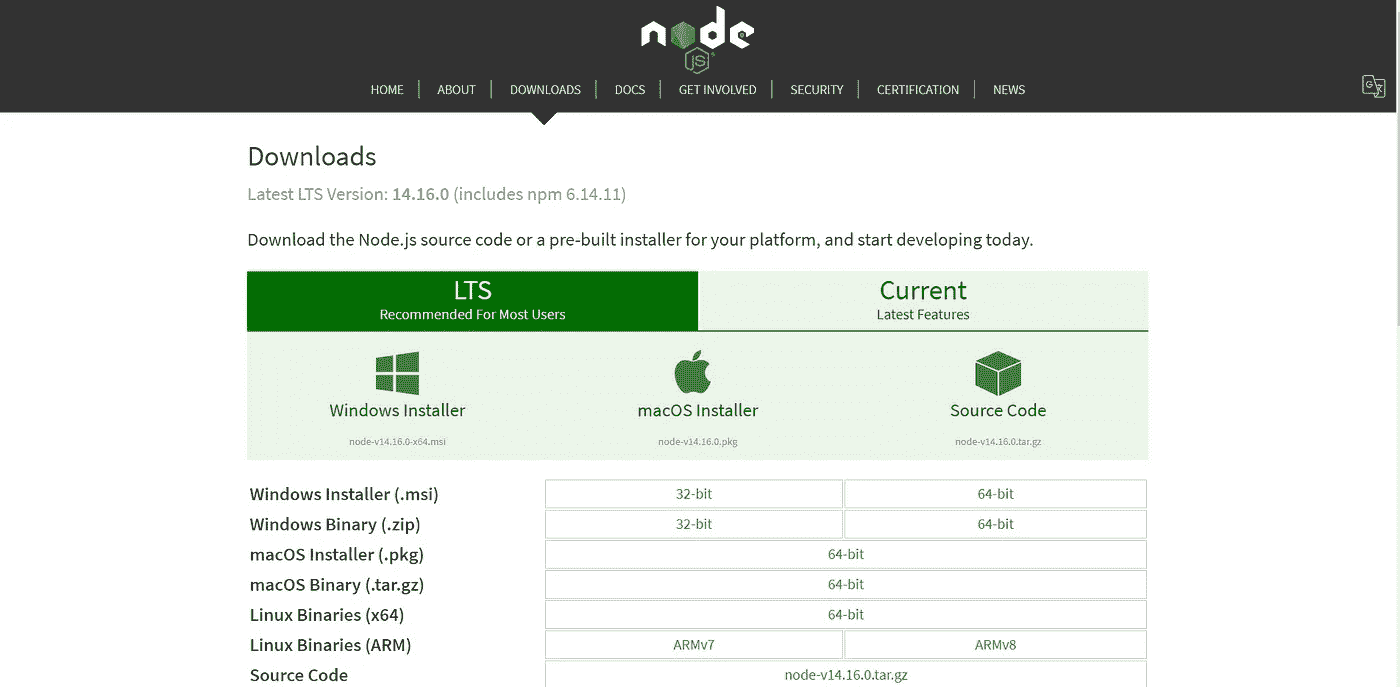 node
JS
HOME ABOUT DOWNLOADS DOCS GET INVOLVED SECURITY CERTIFICATION NEWS
Downloads
Latest LTS Version: 14.16.0 (includes npm 6.14.11)
Download the Node.js source code or a pre-built installer for your platform, and start developing today.
LTS
Recommended For Most Users
Current
Latest Features
Windows Installer
node-v14.16.0-x64.msi
macOS Installer
node-v14.16.0.pkg
Source Code
node-v14.16.0.tar.gz
Windows Installer (.msi) 32-bit 64-bit
Windows Binary (.zip) 32-bit 64-bit
macOS Installer (.pkg) 64-bit
macOS Binary (.tar.gz) 64-bit
Linux Binaries (x64) 64-bit
Linux Binaries (ARM) ARMv7 ARMv8
Source Code node-v14.16.0.tar.gz